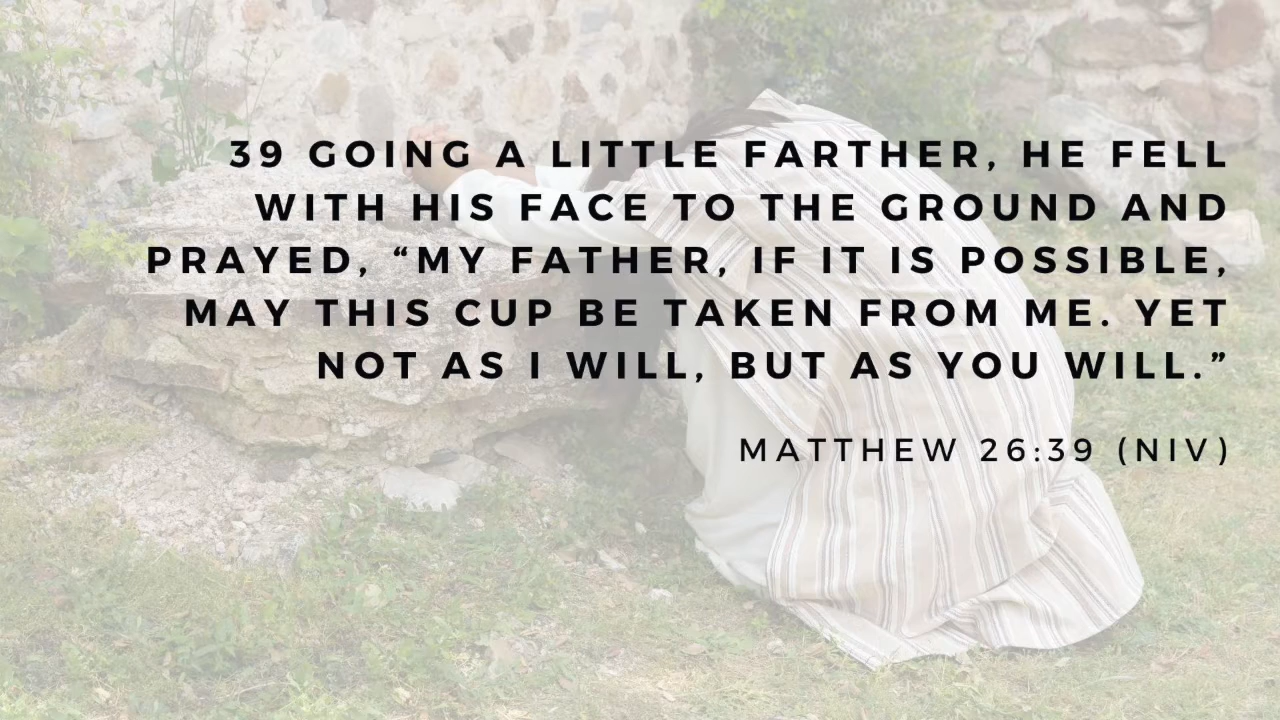 39 GOING A LITTLE FARTHER, HE FELL
WITH HIS FACE TO THE GROUND AND
PRAYED, “MY FATHER, IF IT IS POSSIBLE,
MAY THIS CUP BE TAKEN FROM ME. YET
NOT AS I WILL, BUT AS YOU WILL.”
MATTHEW 26:39 (NIV)